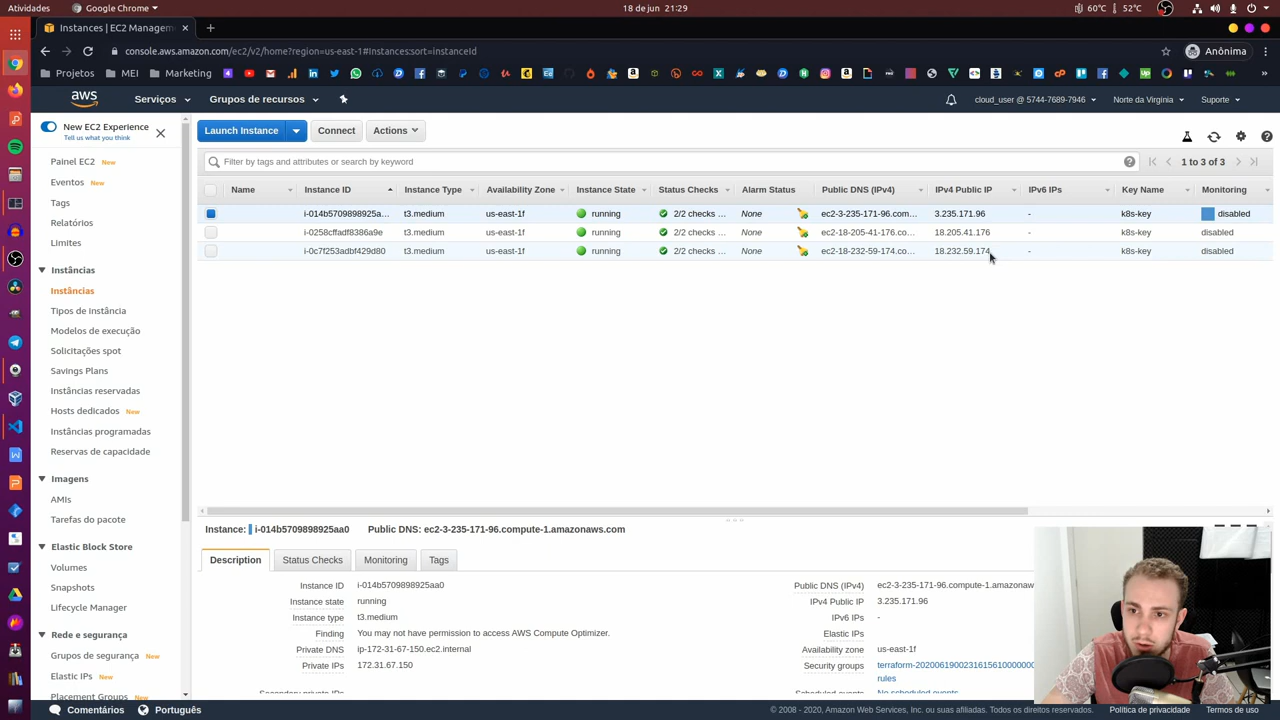 Atividades Google Chrome 18 de jun 21:29 60°C 52°C
Instances | EC2 Managem
console.aws.amazon.com/ec2/v2/home?region=us-east-1#Instances:sort=instanceId Anônima
Projetos MEI Marketing
aws Serviços Grupos de recursos cloud_user @ 5744-7689-7946 Norte da Virgínia Suporte
New EC2 Experience
Tell us what you think
Launch Instance Connect Actions
Painel EC2 New
Filter by tags and attributes or search by keyword 1 to 3 of 3
Eventos New
Name Instance ID Instance Type Availability Zone Instance State Status Checks Alarm Status Public DNS (IPv4) IPv4 Public IP IPv6 IPs Key Name Monitoring
Tags
i-014b5709898925a... t3.medium us-east-1f running 2/2 checks ... None ec2-3-235-171-96.com... 3.235.171.96 - k8s-key disabled
Relatórios
i-0258cffadf8386a9e t3.medium us-east-1f running 2/2 checks ... None ec2-18-205-41-176.co... 18.205.41.176 - k8s-key disabled
Limites
i-0c7f253adbf429d80 t3.medium us-east-1f running 2/2 checks ... None ec2-18-232-59-174.co... 18.232.59.174 - k8s-key disabled
Instâncias
Instâncias
Tipos de instância
Modelos de execução
Solicitações spot
Savings Plans
Instâncias reservadas
Hosts dedicados New
Instâncias programadas
Reservas de capacidade
Imagens
AMIs
Tarefas do pacote
Elastic Block Store
Volumes
Snapshots
Lifecycle Manager
Rede e segurança
Grupos de segurança New
Elastic IPs New
Placement Groups New
Instance: i-014b5709898925aa0 Public DNS: ec2-3-235-171-96.compute-1.amazonaws.com
Description Status Checks Monitoring Tags
Instance ID i-014b5709898925aa0 Public DNS (IPv4) ec2-3-235-171-96.compute-1.amazonaw
Instance state running IPv4 Public IP 3.235.171.96
Instance type t3.medium IPv6 IPs -
Finding You may not have permission to access AWS Compute Optimizer. Elastic IPs
Private DNS ip-172-31-67-150.ec2.internal Availability zone us-east-1f
Private IPs 172.31.67.150 Security groups
rules
Secondary private IPs Scheduled events No scheduled events
Comentários Português © 2008 - 2020, Amazon Web Services, Inc. ou suas afiliadas. Todos os direitos reservados. Política de privacidade Termos de uso